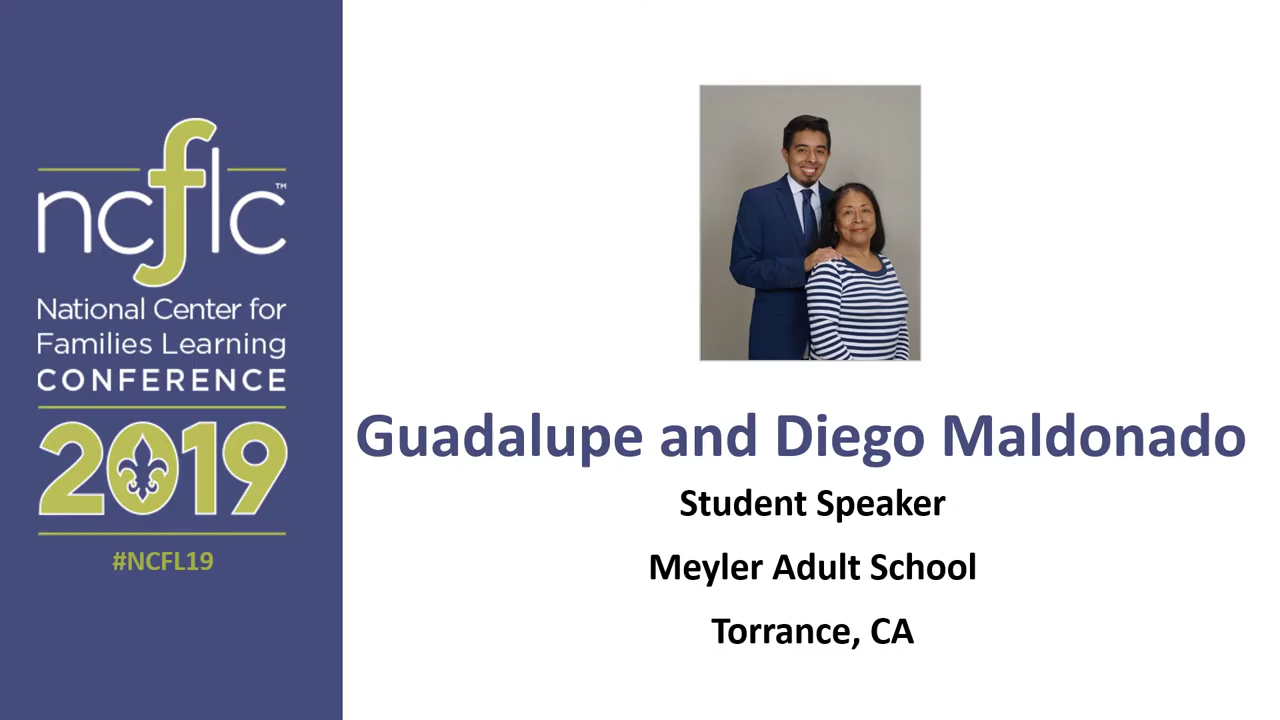 ncflc™
National Center for
Families Learning
CONFERENCE
2019
#NCFL19
Guadalupe and Diego Maldonado
Student Speaker
Meyler Adult School
Torrance, CA